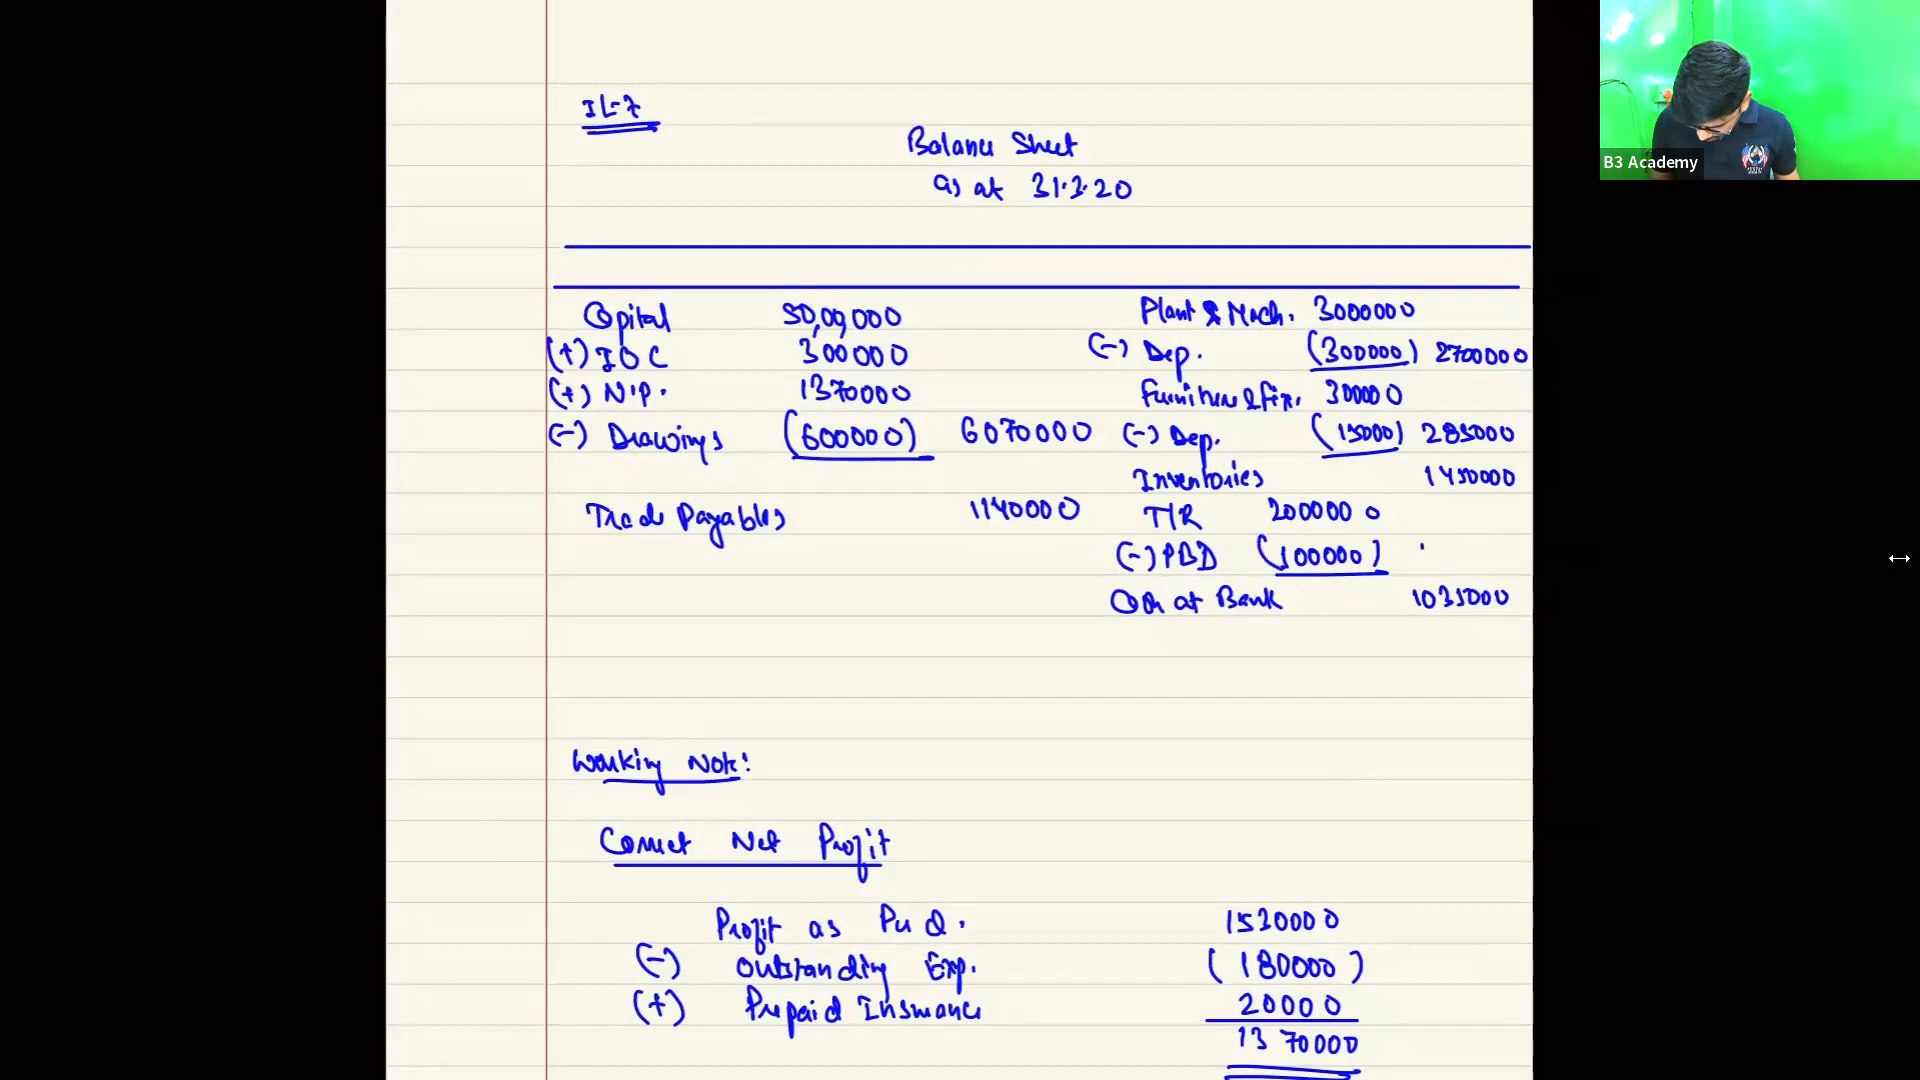 IL-7
Balance Sheet
as at 31.3.20
Capital 50,00,000 Plant & Mach. 3000000
(+) IOC 300000 (-) Dep. (300000) 2700000
(+) N.P. 1370000 Furniture & fix. 300000
(-) Drawings (600000) 6070000 (-) Dep. (15000) 285000
Inventories 1450000
Trade Payables 1140000 T/R 2000000
(-) PBD (100000)
Cash at Bank 1035000
Working Note:
Correct Net Profit
Profit as Per Q. 1530000
(-) Outstanding Exp. (180000)
(+) Prepaid Insurance 20000
1370000
B3 Academy